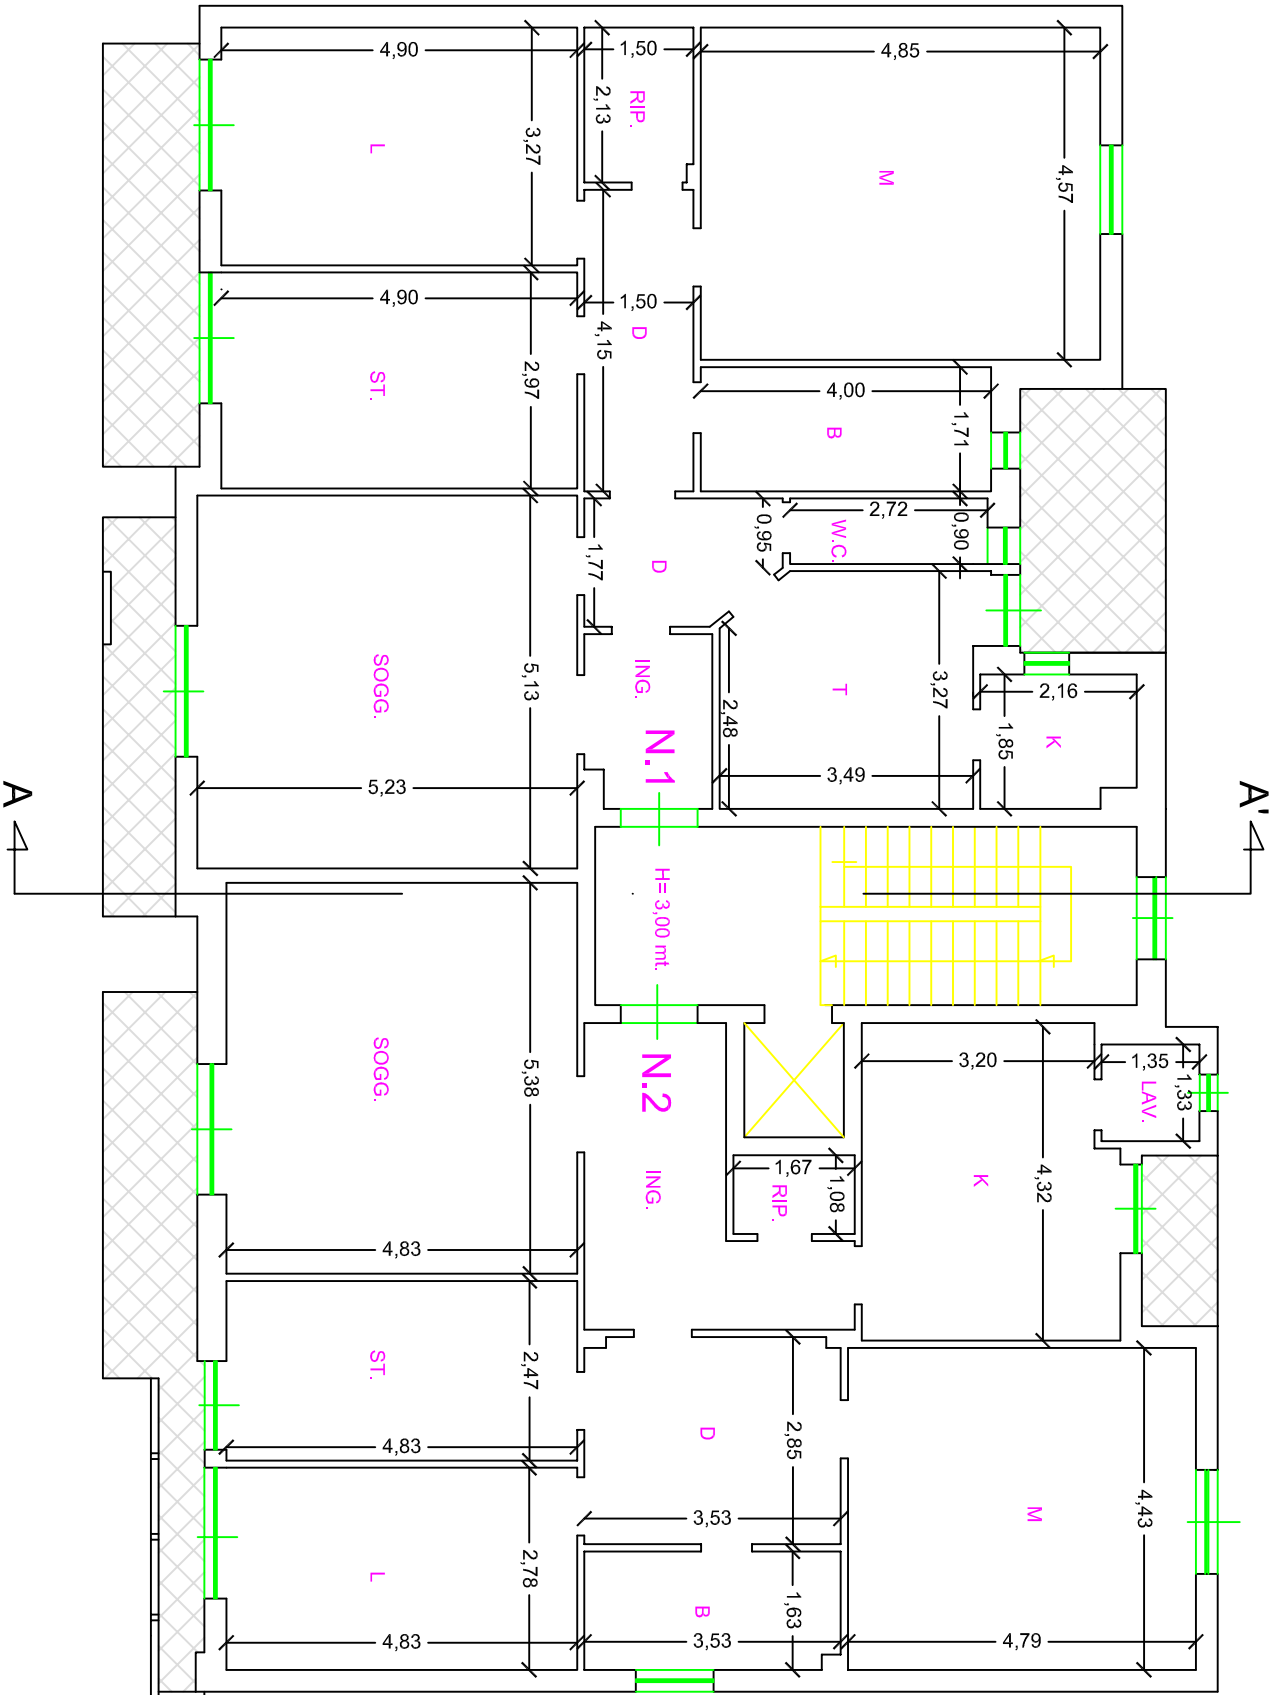 4,90
1,50
4,85
2,13
RIP.
3,27
L
M
4,57
4,90
1,50
D
4,15
2,97
ST.
4,00
1,71
B
2,72
0,90
0,95
W.C.
1,77
D
5,13
SOGG.
ING.
2,48
T
3,27
2,16
1,85
K
N.1
3,49
5,23
A
A'
H= 3,00 mt.
SOGG.
5,38
N.2
3,20
1,35
1,33
LAV.
ING.
1,67
1,08
RIP.
4,32
K
4,83
ST.
2,47
D
2,85
4,83
M
4,43
3,53
L
2,78
B
1,63
4,83
3,53
4,79